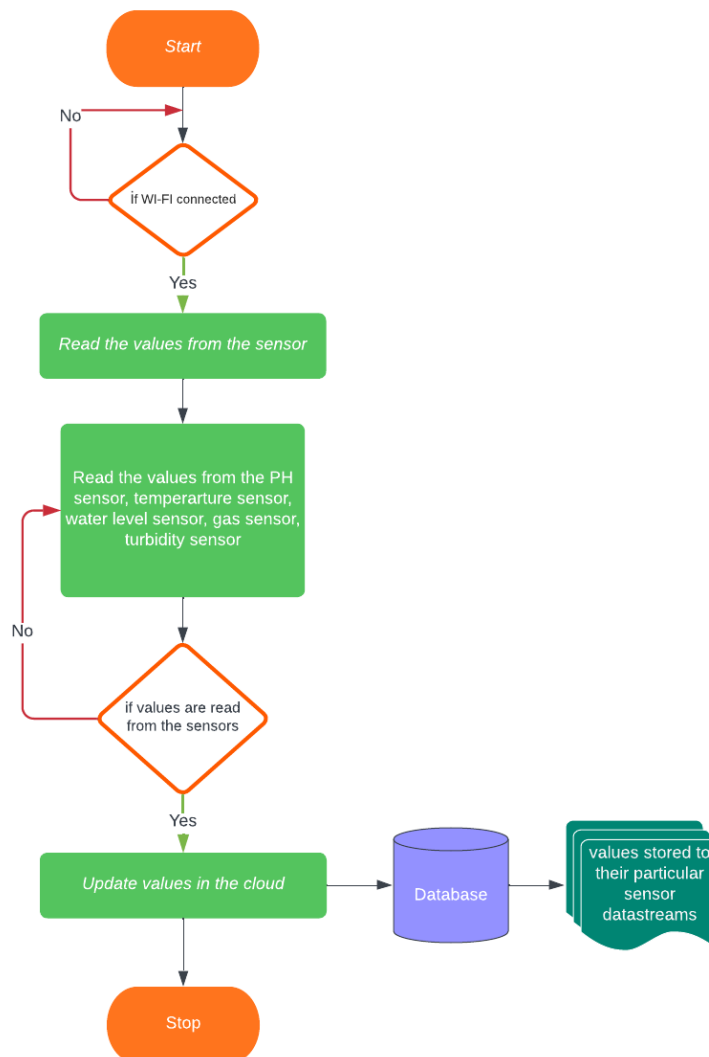 Start
No
İf WI-FI connected
Yes
Read the values from the sensor
Read the values from the PH
sensor, temperarture sensor,
water level sensor, gas sensor,
turbidity sensor
No
if values are read
from the sensors
Yes
Update values in the cloud
Database
values stored to
their particular
sensor
datastreams
Stop